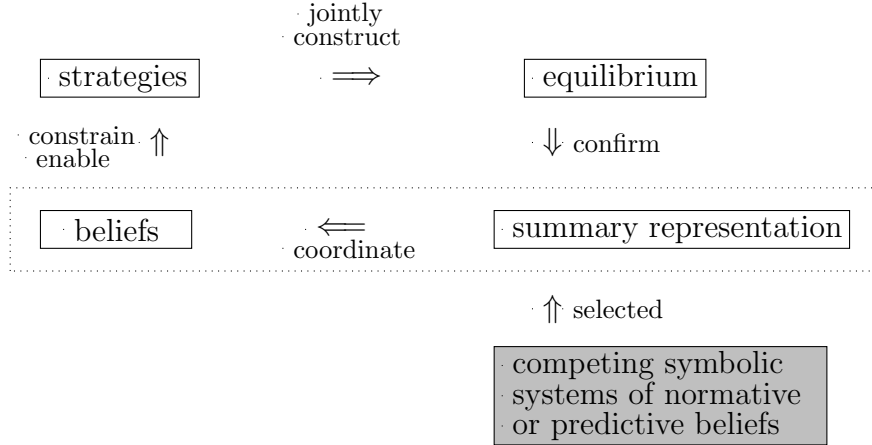 jointly
construct
strategies ⟹ equilibrium
constrain
enable
⇑
⇓ confirm
beliefs ⟸ summary representation
coordinate
⇑ selected
competing symbolic
systems of normative
or predictive beliefs